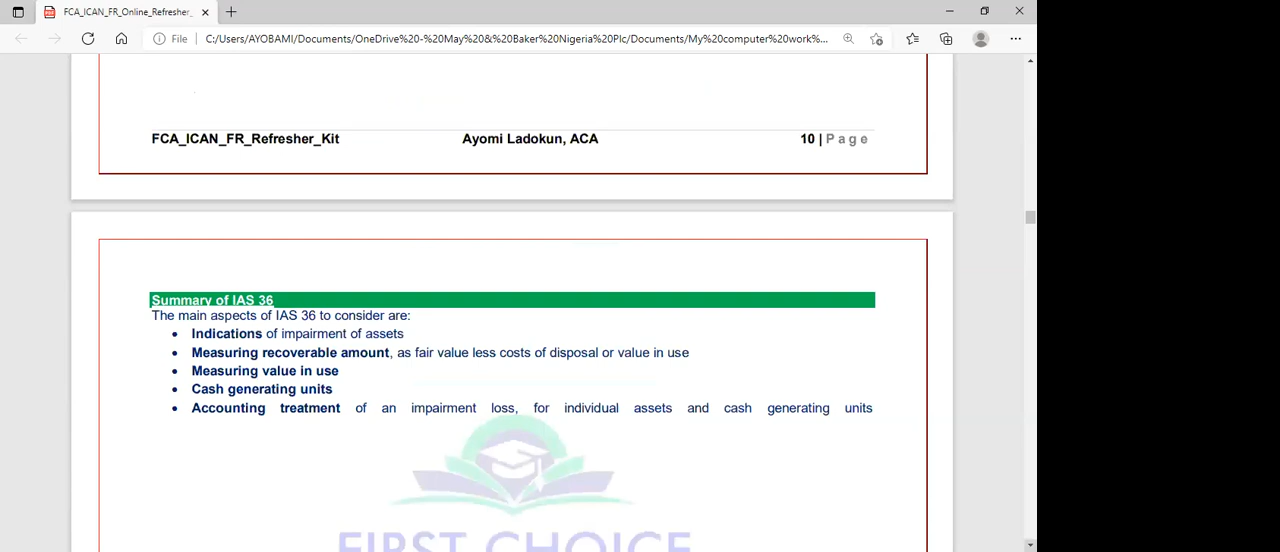 FCA_ICAN_FR_Online_Refresher_
File C:/Users/AYOBAMI/Documents/OneDrive%20-%20May%20&%20Baker%20Nigeria%20Plc/Documents/My%20computer%20work%...
FCA_ICAN_FR_Refresher_Kit Ayomi Ladokun, ACA 10 | Page
Summary of IAS 36
The main aspects of IAS 36 to consider are:
• Indications of impairment of assets
• Measuring recoverable amount, as fair value less costs of disposal or value in use
• Measuring value in use
• Cash generating units
• Accounting treatment of an impairment loss, for individual assets and cash generating units
FIRST CHOICE